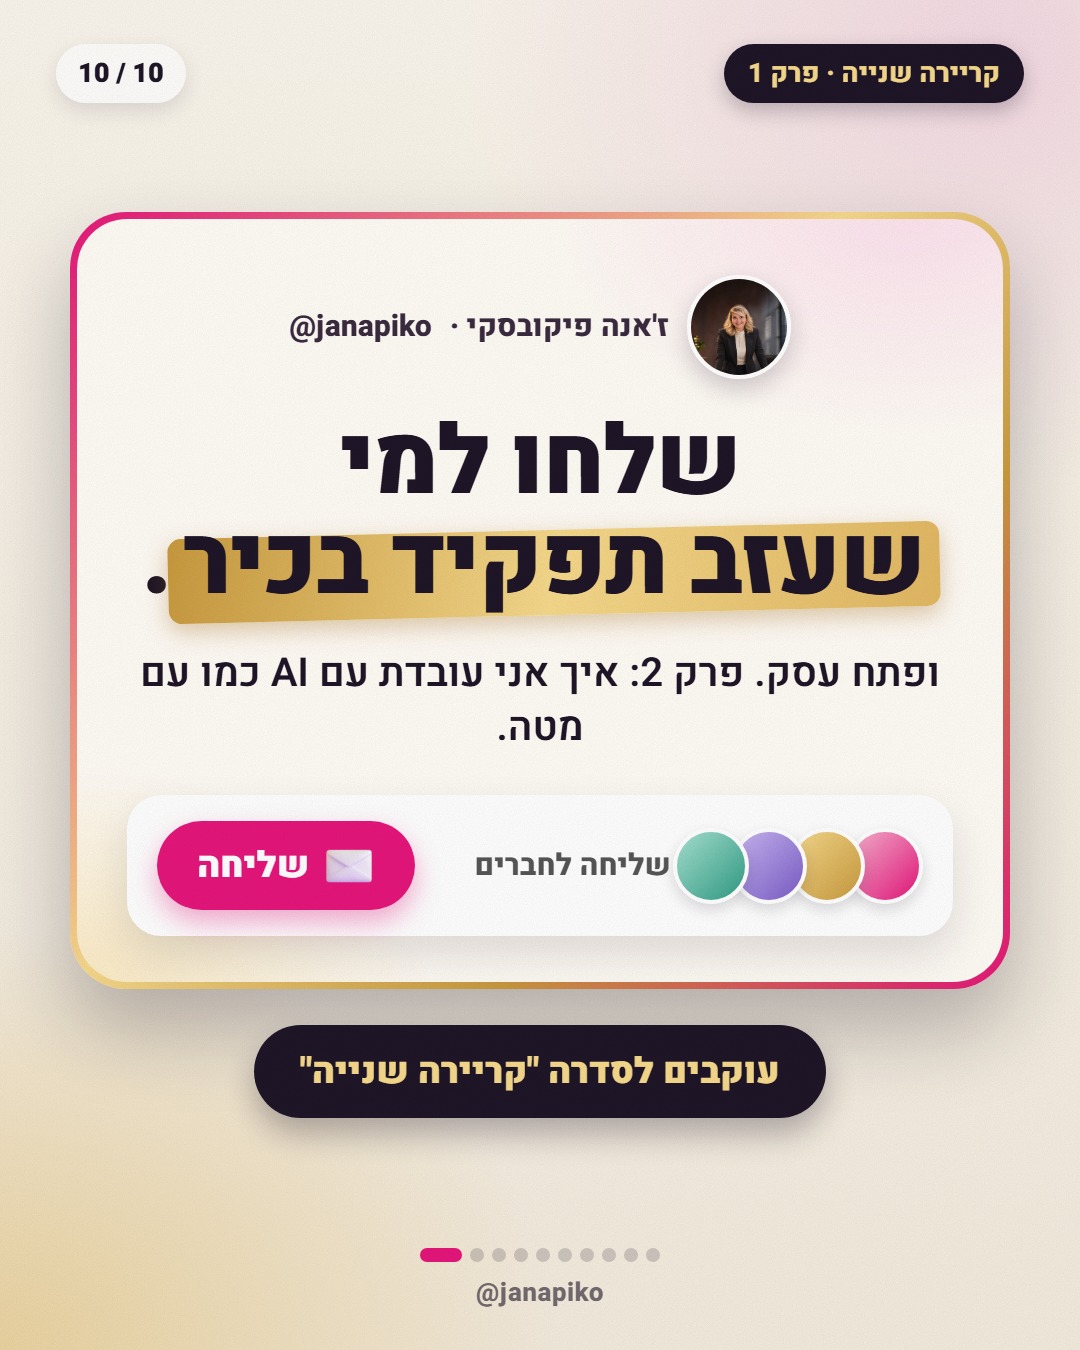 קריירה שנייה · פרק 1
10 / 10
ז'אנה פיקובסקי · @janapiko
שלחו למי
שעזב תפקיד בכיר.
ופתח עסק. פרק 2: איך אני עובדת עם AI כמו עם
מטה.
שליחה לחברים
שליחה
עוקבים לסדרה "קריירה שנייה"
@janapiko